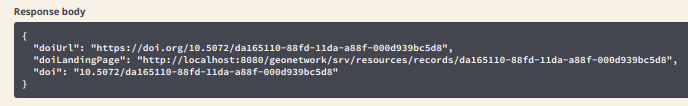 Response body
{
"doiUrl": "https://doi.org/10.5072/da165110-88fd-11da-a88f-000d939bc5d8",
"doiLandingPage": "http://localhost:8080/geonetwork/srv/resources/records/da165110-88fd-11da-a88f-000d939bc5d8",
"doi": "10.5072/da165110-88fd-11da-a88f-000d939bc5d8"
}